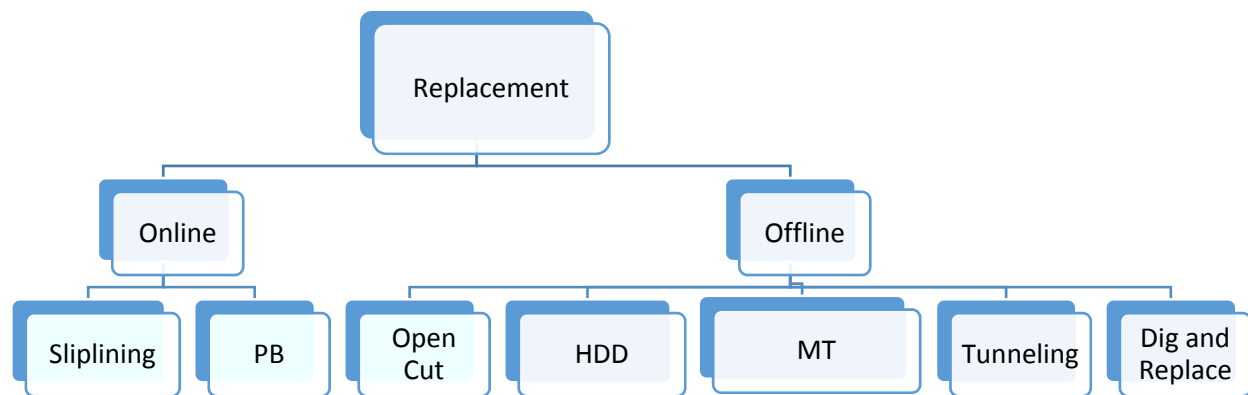 Replacement
Online
Offline
Sliplining
PB
Open
Cut
HDD
MT
Tunneling
Dig and
Replace